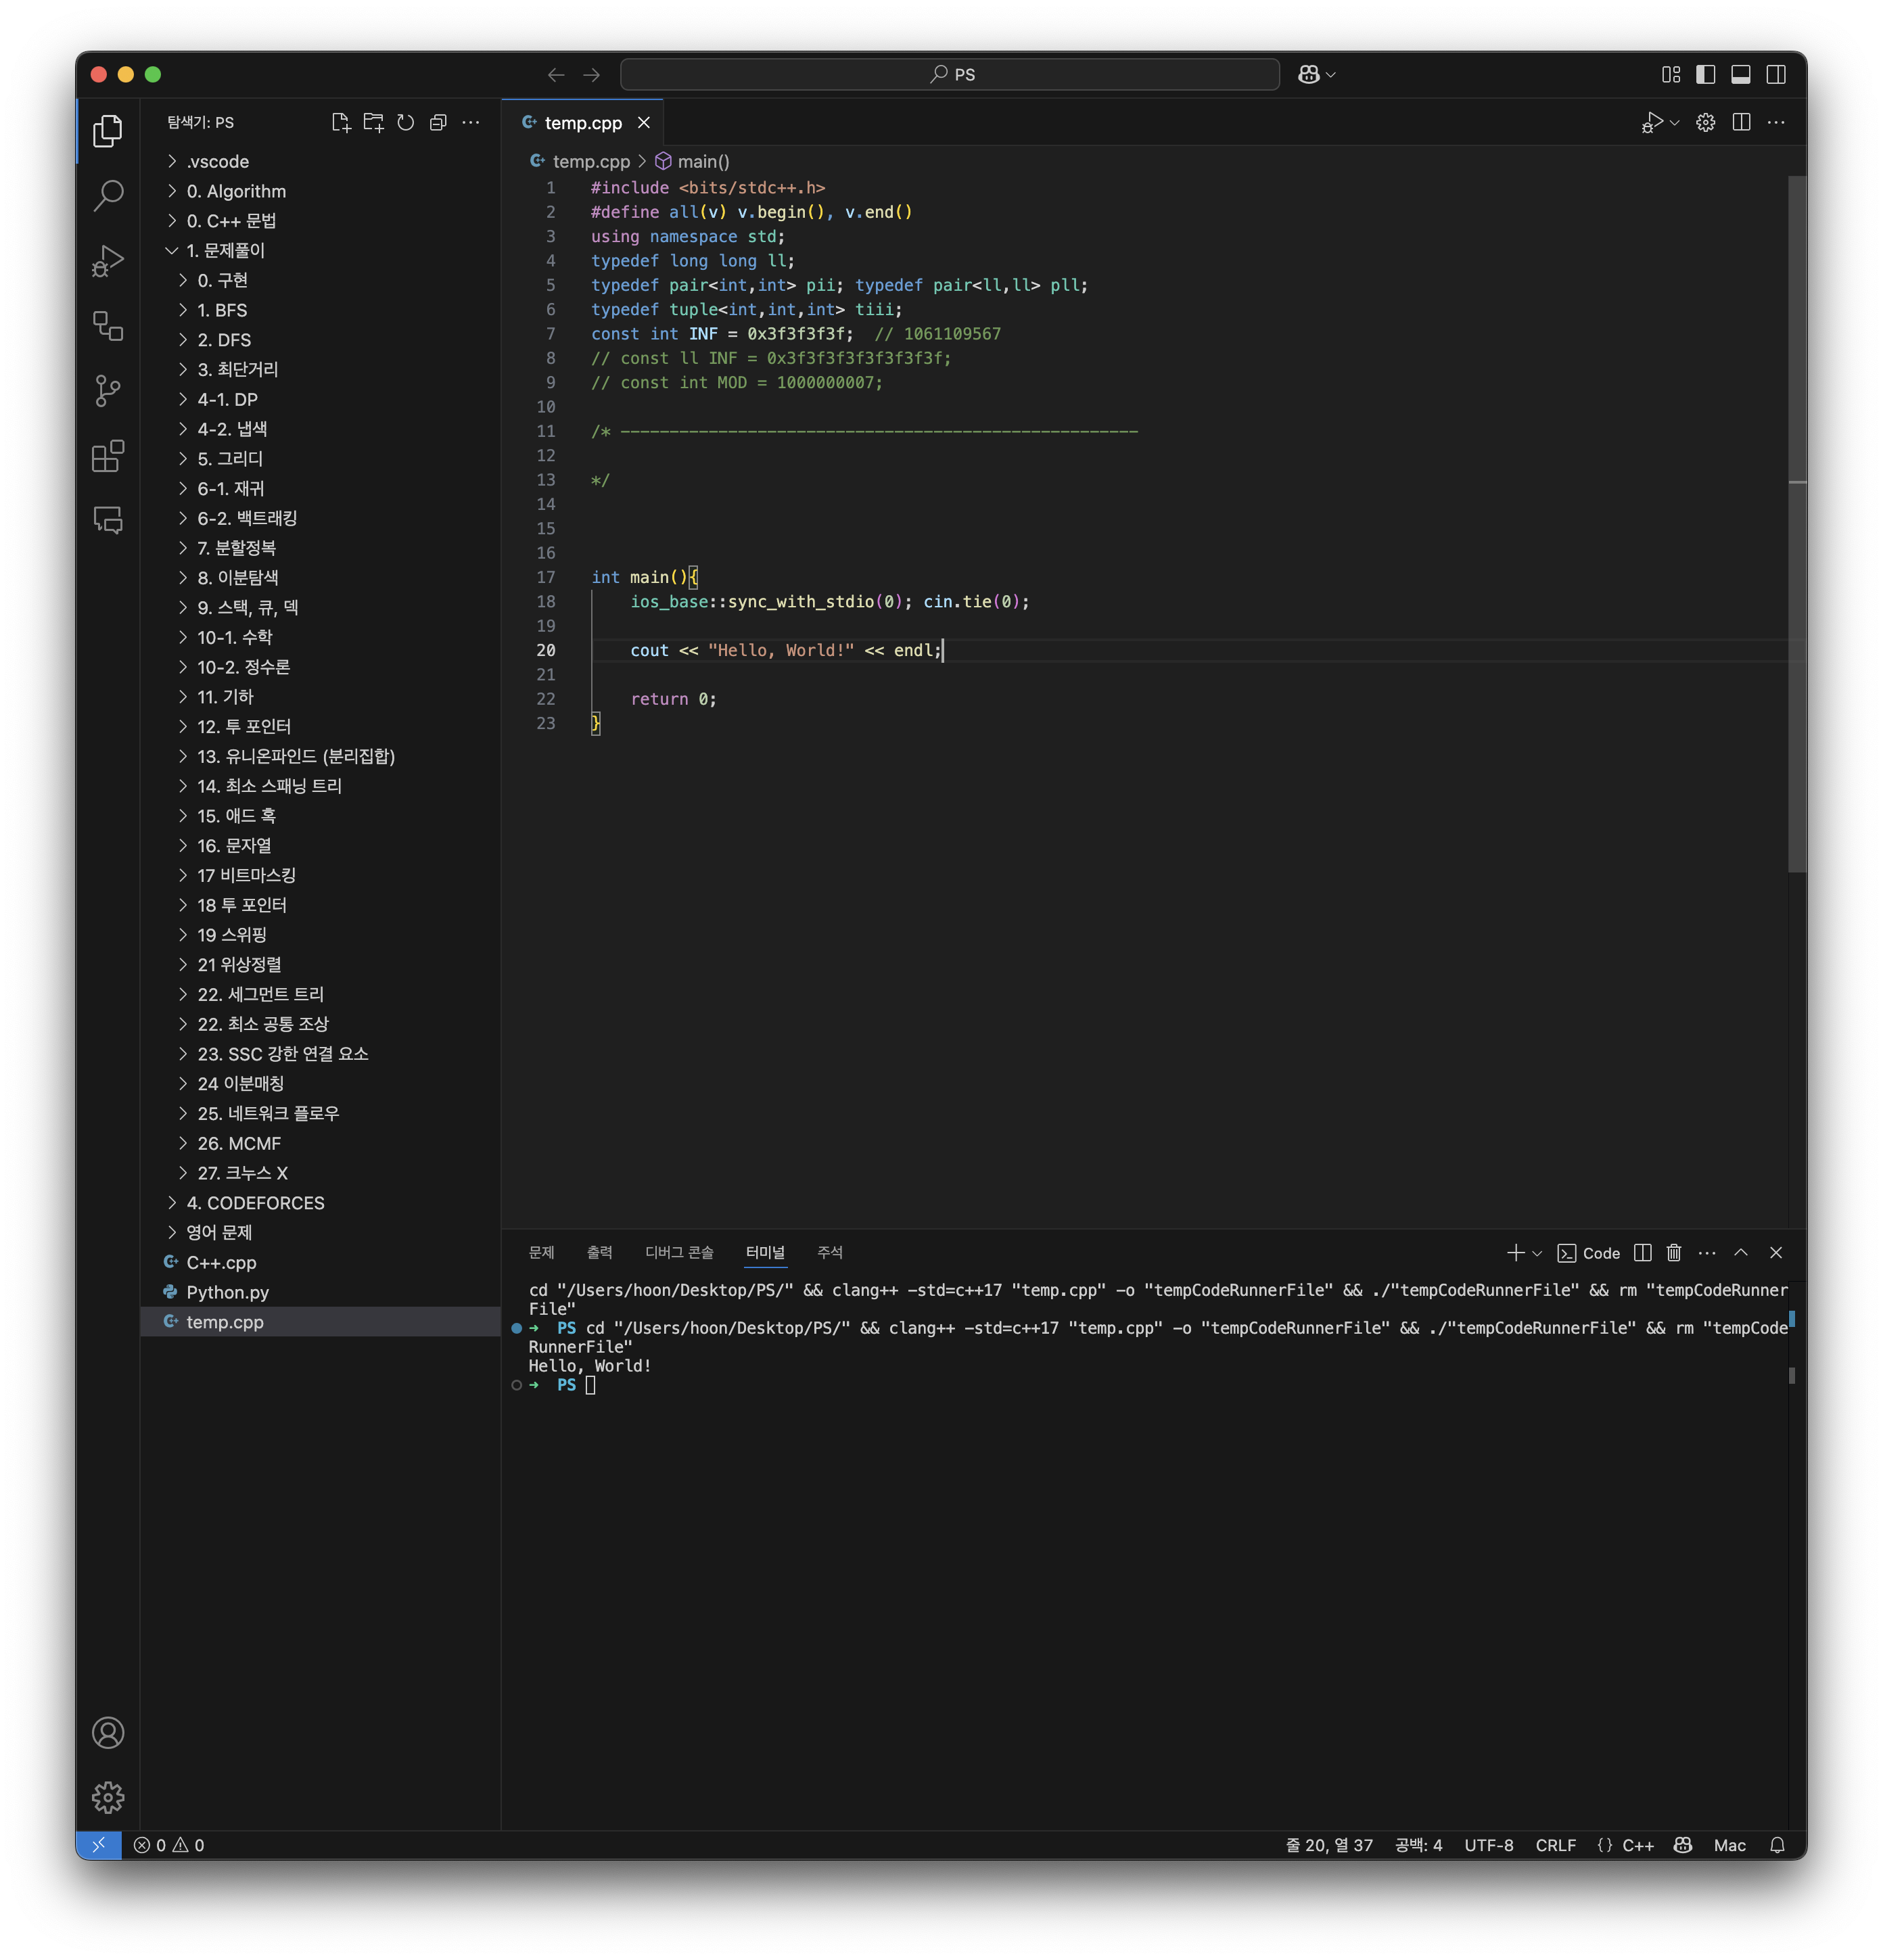 PS
탐색기: PS
.vscode
0. Algorithm
0. C++ 문법
1. 문제풀이
0. 구현
1. BFS
2. DFS
3. 최단거리
4-1. DP
4-2. 냅색
5. 그리디
6-1. 재귀
6-2. 백트래킹
7. 분할정복
8. 이분탐색
9. 스택, 큐, 덱
10-1. 수학
10-2. 정수론
11. 기하
12. 투 포인터
13. 유니온파인드 (분리집합)
14. 최소 스패닝 트리
15. 애드 혹
16. 문자열
17 비트마스킹
18 투 포인터
19 스위핑
21 위상정렬
22. 세그먼트 트리
22. 최소 공통 조상
23. SSC 강한 연결 요소
24 이분매칭
25. 네트워크 플로우
26. MCMF
27. 크누스 X
4. CODEFORCES
영어 문제
C++.cpp
Python.py
temp.cpp
temp.cpp
temp.cpp > main()
1 #include <bits/stdc++.h>
2 #define all(v) v.begin(), v.end()
3 using namespace std;
4 typedef long long ll;
5 typedef pair<int,int> pii; typedef pair<ll,ll> pll;
6 typedef tuple<int,int,int> tiii;
7 const int INF = 0x3f3f3f3f;  // 1061109567
8 // const ll INF = 0x3f3f3f3f3f3f3f3f;
9 // const int MOD = 1000000007;
10
11 /* -----------------------------------------------------
12
13 */
14
15
16
17 int main(){
18     ios_base::sync_with_stdio(0); cin.tie(0);
19
20     cout << "Hello, World!" << endl;
21
22     return 0;
23 }
문제 출력 디버그 콘솔 터미널 주석
Code
cd "/Users/hoon/Desktop/PS/" && clang++ -std=c++17 "temp.cpp" -o "tempCodeRunnerFile" && ./"tempCodeRunnerFile" && rm "tempCodeRunner
File"
➜  PS cd "/Users/hoon/Desktop/PS/" && clang++ -std=c++17 "temp.cpp" -o "tempCodeRunnerFile" && ./"tempCodeRunnerFile" && rm "tempCode
RunnerFile"
Hello, World!
➜  PS
0 0
줄 20, 열 37 공백: 4 UTF-8 CRLF {} C++ Mac